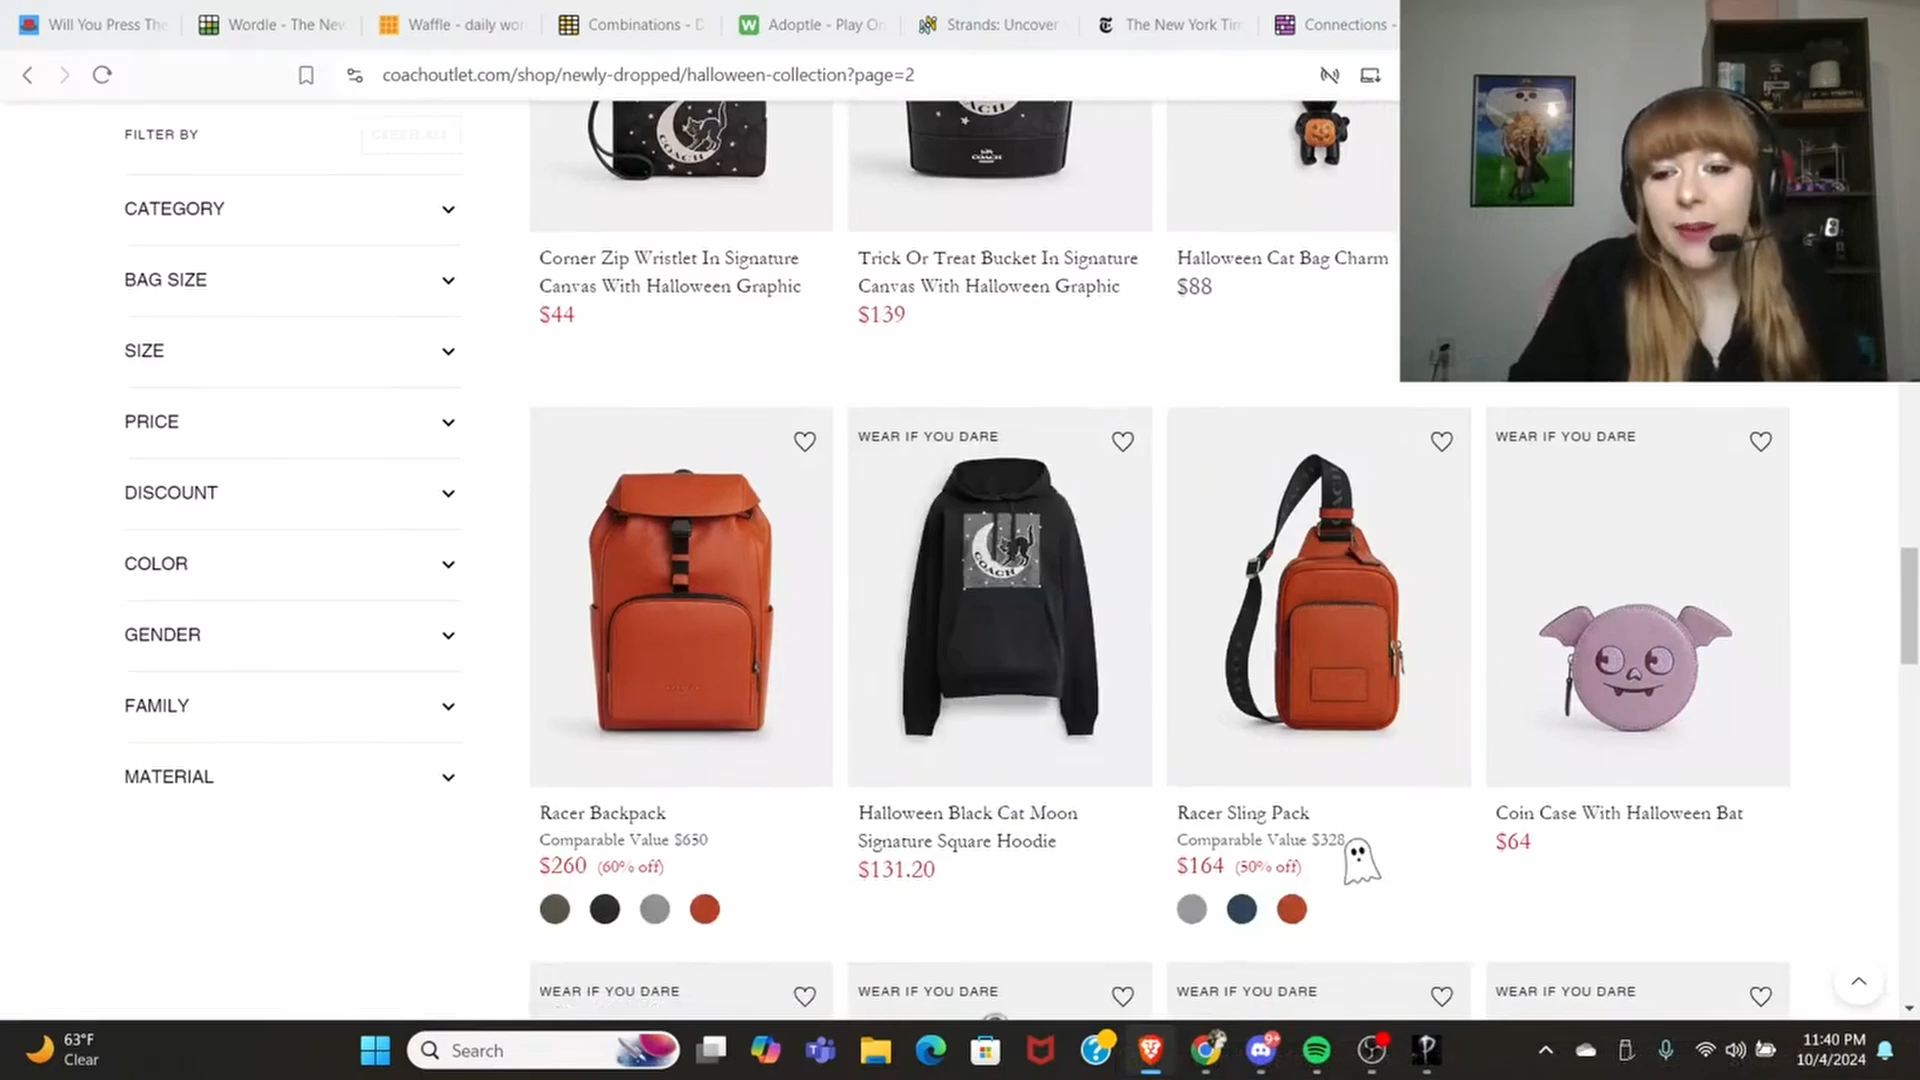 Will You Press The
Wordle - The New
Waffle - daily wor
Combinations - D
Adoptle - Play On
Strands: Uncover
The New York Tim
Connections -
coachoutlet.com/shop/newly-dropped/halloween-collection?page=2
FILTER BY
CLEAR ALL
CATEGORY
BAG SIZE
SIZE
PRICE
DISCOUNT
COLOR
GENDER
FAMILY
MATERIAL
COACH
COACH
Corner Zip Wristlet In Signature
Canvas With Halloween Graphic
$44
Trick Or Treat Bucket In Signature
Canvas With Halloween Graphic
$139
Halloween Cat Bag Charm
$88
WEAR IF YOU DARE
WEAR IF YOU DARE
COACH
Racer Backpack
Comparable Value $650
$260 (60% off)
Halloween Black Cat Moon
Signature Square Hoodie
$131.20
Racer Sling Pack
Comparable Value $328
$164 (50% off)
Coin Case With Halloween Bat
$64
WEAR IF YOU DARE
WEAR IF YOU DARE
WEAR IF YOU DARE
WEAR IF YOU DARE
63°F
Clear
Search
9+
11:40 PM
10/4/2024